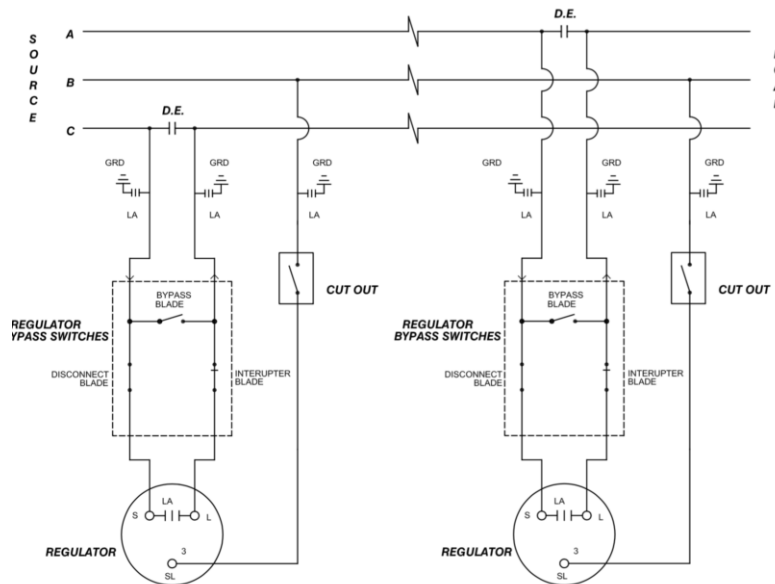 D.E.
A
SOURCE
B
D.E.
C
GRD
GRD
GRD
GRD
GRD
GRD
LA
LA
LA
LA
LA
LA
BYPASS
BLADE
CUT OUT
BYPASS
BLADE
CUT OUT
REGULATOR
YPASS SWITCHES
REGULATOR
BYPASS SWITCHES
DISCONNECT
BLADE
INTERUPTER
BLADE
DISCONNECT
BLADE
INTERUPTER
BLADE
LA
S
L
LA
S
L
REGULATOR
3
SL
REGULATOR
3
SL